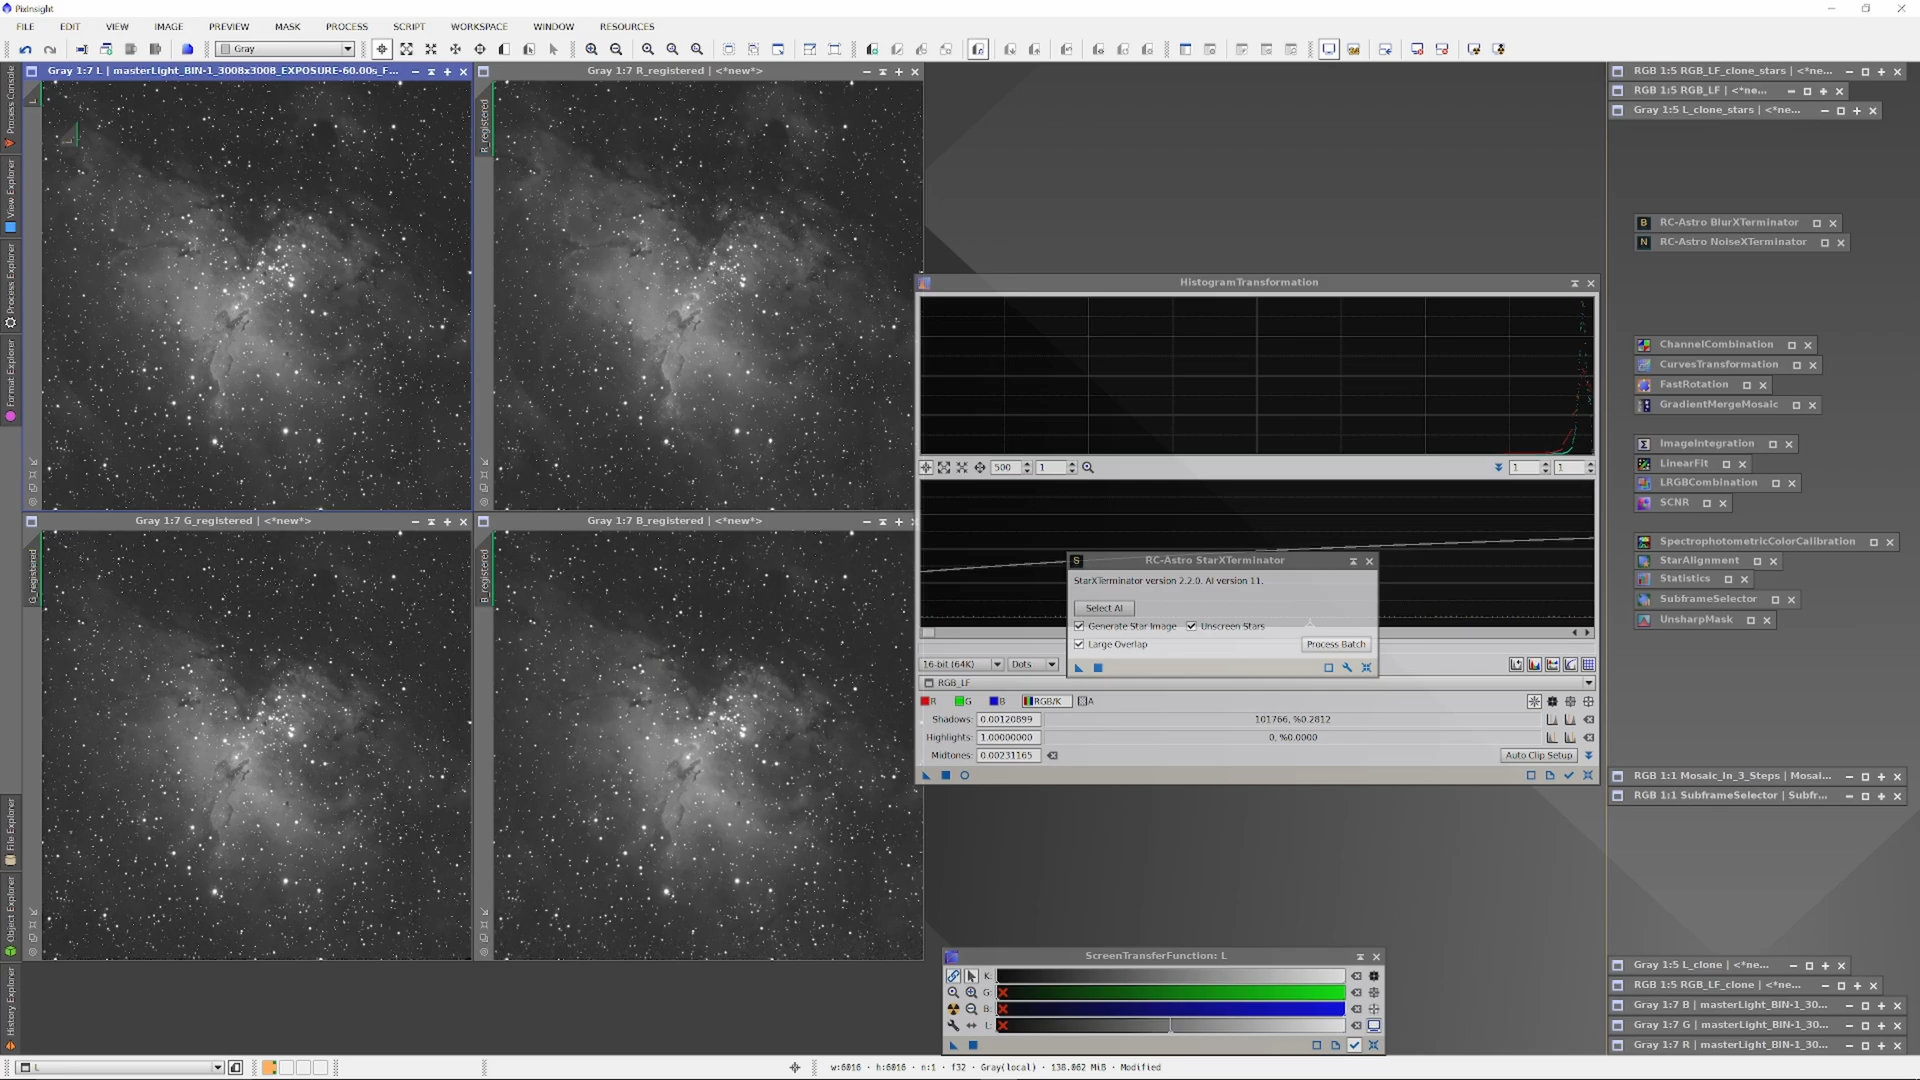 PixInsight
FILE EDIT VIEW IMAGE PREVIEW MASK PROCESS SCRIPT WORKSPACE WINDOW RESOURCES
Gray
Gray 1:7 L | masterLight_BIN-1_3008x3008_EXPOSURE-60.00s_F...
Gray 1:7 R_registered | <*new*>
RGB 1:5 RGB_LF_clone_stars | <*ne...
RGB 1:5 RGB_LF | <*ne...
Gray 1:5 L_clone_stars | <*ne...
Process Console
View Explorer
Process Explorer
Format Explorer
File Explorer
Object Explorer
History Explorer
L
L
R_registered
Gray 1:7 G_registered | <*new*>
Gray 1:7 B_registered | <*new*>
G_registered
B_registered
RC-Astro BlurXTerminator
RC-Astro NoiseXTerminator
HistogramTransformation
500 1 1 1
RC-Astro StarXTerminator
StarXTerminator version 2.2.0. AI version 11.
Select AI
Generate Star Image Unscreen Stars
Large Overlap Process Batch
16-bit (64K) Dots
RGB_LF
R G B RGB/K A
Shadows: 0.00120899 101766, %0.2812
Highlights: 1.00000000 0, %0.0000
Midtones: 0.00231165 Auto Clip Setup
ChannelCombination
CurvesTransformation
FastRotation
GradientMergeMosaic
ImageIntegration
LinearFit
LRGBCombination
SCNR
SpectrophotometricColorCalibration
StarAlignment
Statistics
SubframeSelector
UnsharpMask
RGB 1:1 Mosaic_In_3_Steps | Mosai...
RGB 1:1 SubframeSelector | Subfr...
ScreenTransferFunction: L
K:
G:
B:
L:
Gray 1:5 L_clone | <*ne...
RGB 1:5 RGB_LF_clone | <*ne...
Gray 1:7 B | masterLight_BIN-1_30...
Gray 1:7 G | masterLight_BIN-1_30...
Gray 1:7 R | masterLight_BIN-1_30...
L
w:6016 · h:6016 · n:1 · f32 · Gray(local) · 138.062 MiB · Modified